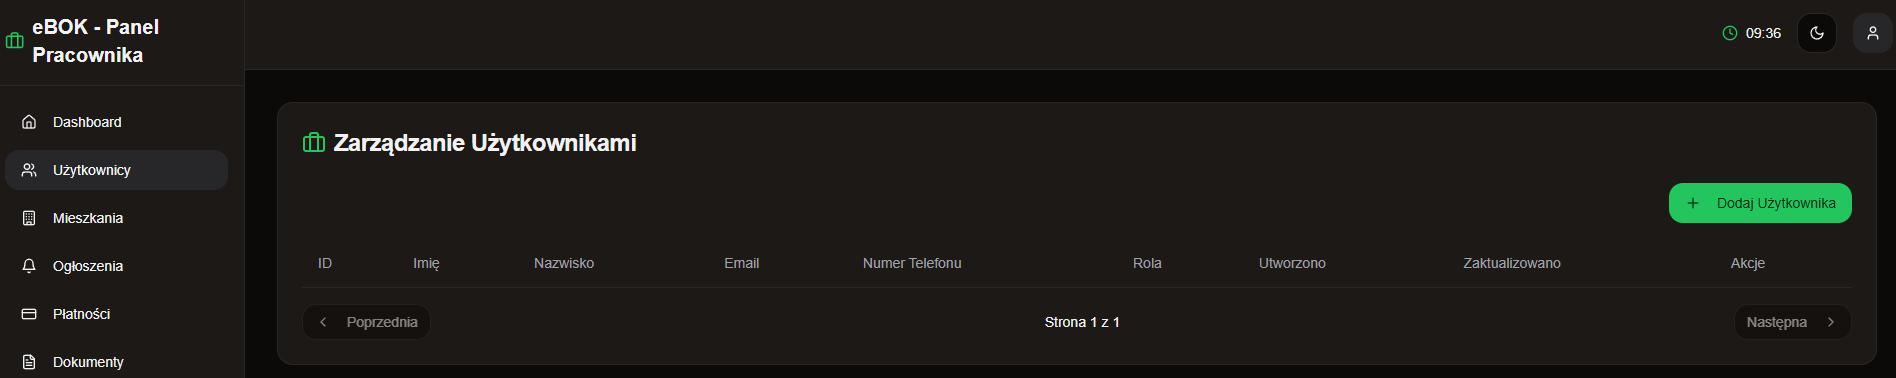 eBOK - Panel
Pracownika
09:36
Dashboard
Użytkownicy
Mieszkania
Ogłoszenia
Płatności
Dokumenty
Zarządzanie Użytkownikami
Dodaj Użytkownika
ID Imię Nazwisko Email Numer Telefonu Rola Utworzono Zaktualizowano Akcje
Poprzednia Strona 1 z 1 Następna